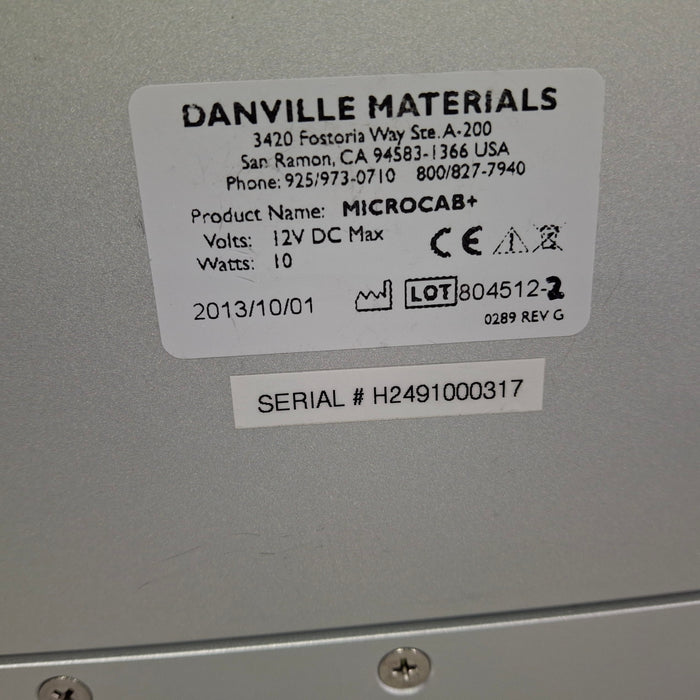 DANVILLE MATERIALS
3420 Fostoria Way Ste. A-200
San Ramon, CA 94583-1366 USA
Phone: 925/973-0710 800/827-7940
Product Name: MICROCAB+
Volts: 12V DC Max
Watts: 10
CE
2013/10/01 LOT 804512-2
0289 REV G
SERIAL # H2491000317